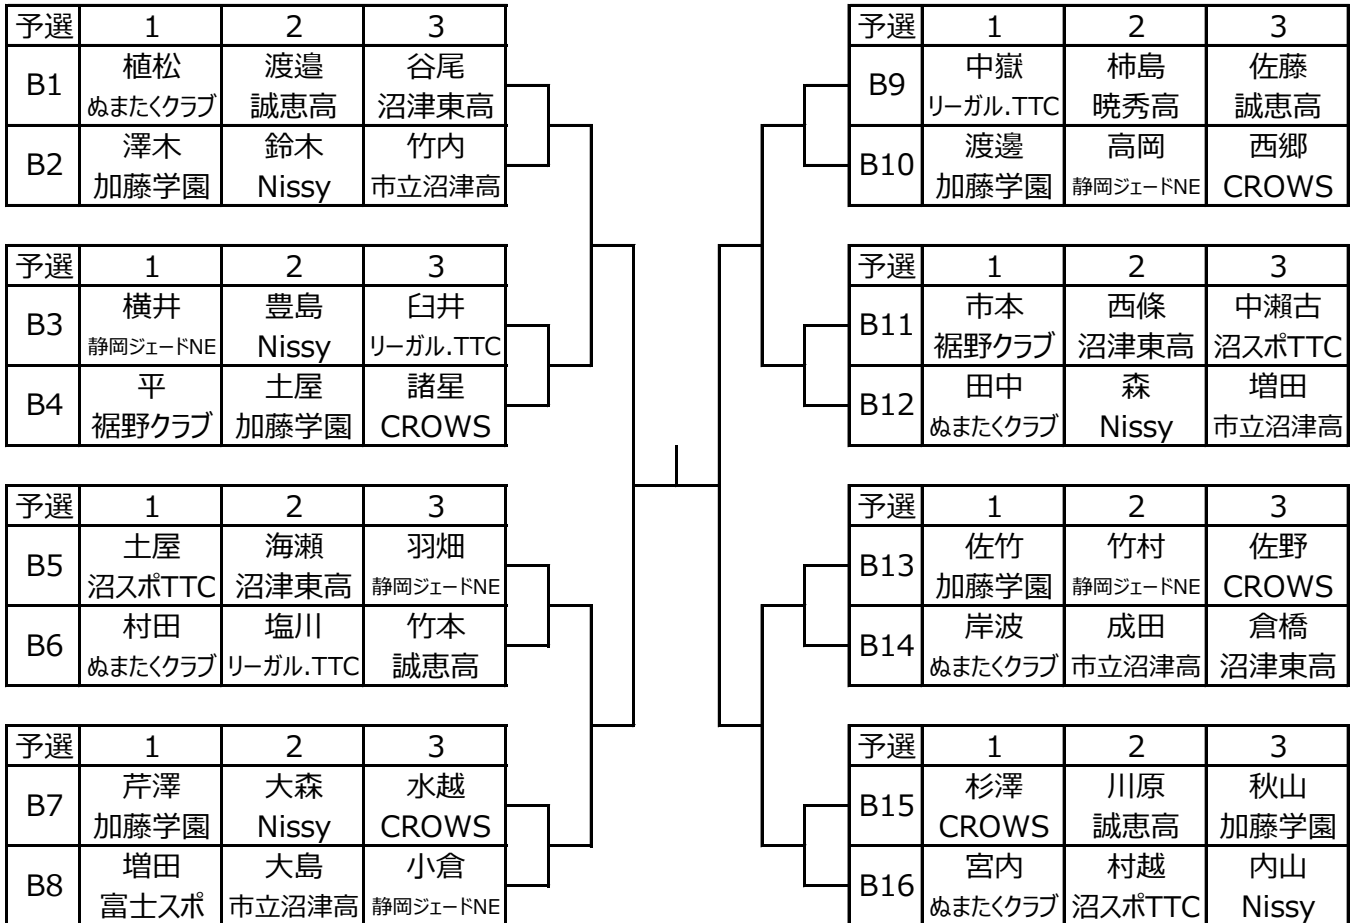 予選 1 2 3
B1 植松 渡邉 谷尾
ぬまたくクラブ 誠恵高 沼津東高
B2 澤木 鈴木 竹内
加藤学園 Nissy 市立沼津高
予選 1 2 3
B3 横井 豊島 臼井
静岡ジェードNE Nissy リーガル.TTC
B4 平 土屋 諸星
裾野クラブ 加藤学園 CROWS
予選 1 2 3
B5 土屋 海瀬 羽畑
沼スポTTC 沼津東高 静岡ジェードNE
B6 村田 塩川 竹本
ぬまたくクラブ リーガル.TTC 誠恵高
予選 1 2 3
B7 芹澤 大森 水越
加藤学園 Nissy CROWS
B8 増田 大島 小倉
富士スポ 市立沼津高 静岡ジェードNE
予選 1 2 3
B9 中嶽 柿島 佐藤
リーガル.TTC 暁秀高 誠恵高
B10 渡邊 高岡 西郷
加藤学園 静岡ジェードNE CROWS
予選 1 2 3
B11 市本 西條 中瀬古
裾野クラブ 沼津東高 沼スポTTC
B12 田中 森 増田
ぬまたくクラブ Nissy 市立沼津高
予選 1 2 3
B13 佐竹 竹村 佐野
加藤学園 静岡ジェードNE CROWS
B14 岸波 成田 倉橋
ぬまたくクラブ 市立沼津高 沼津東高
予選 1 2 3
B15 杉澤 川原 秋山
CROWS 誠恵高 加藤学園
B16 宮内 村越 内山
ぬまたくクラブ 沼スポTTC Nissy